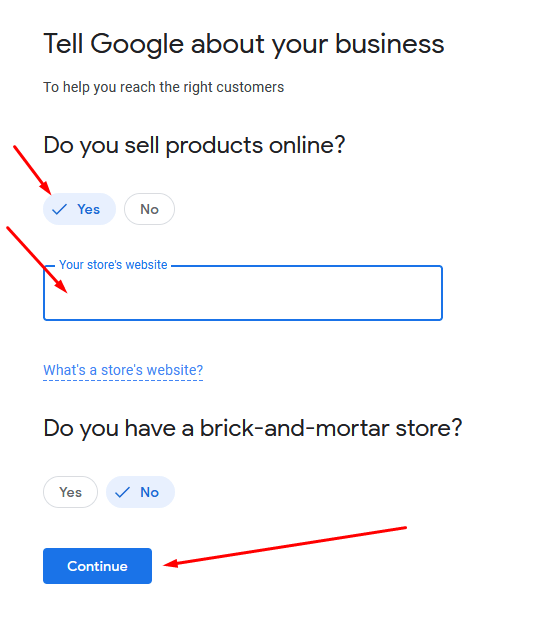 Tell Google about your business
To help you reach the right customers
Do you sell products online?
Yes No
Your store's website
What's a store's website?
Do you have a brick-and-mortar store?
Yes No
Continue